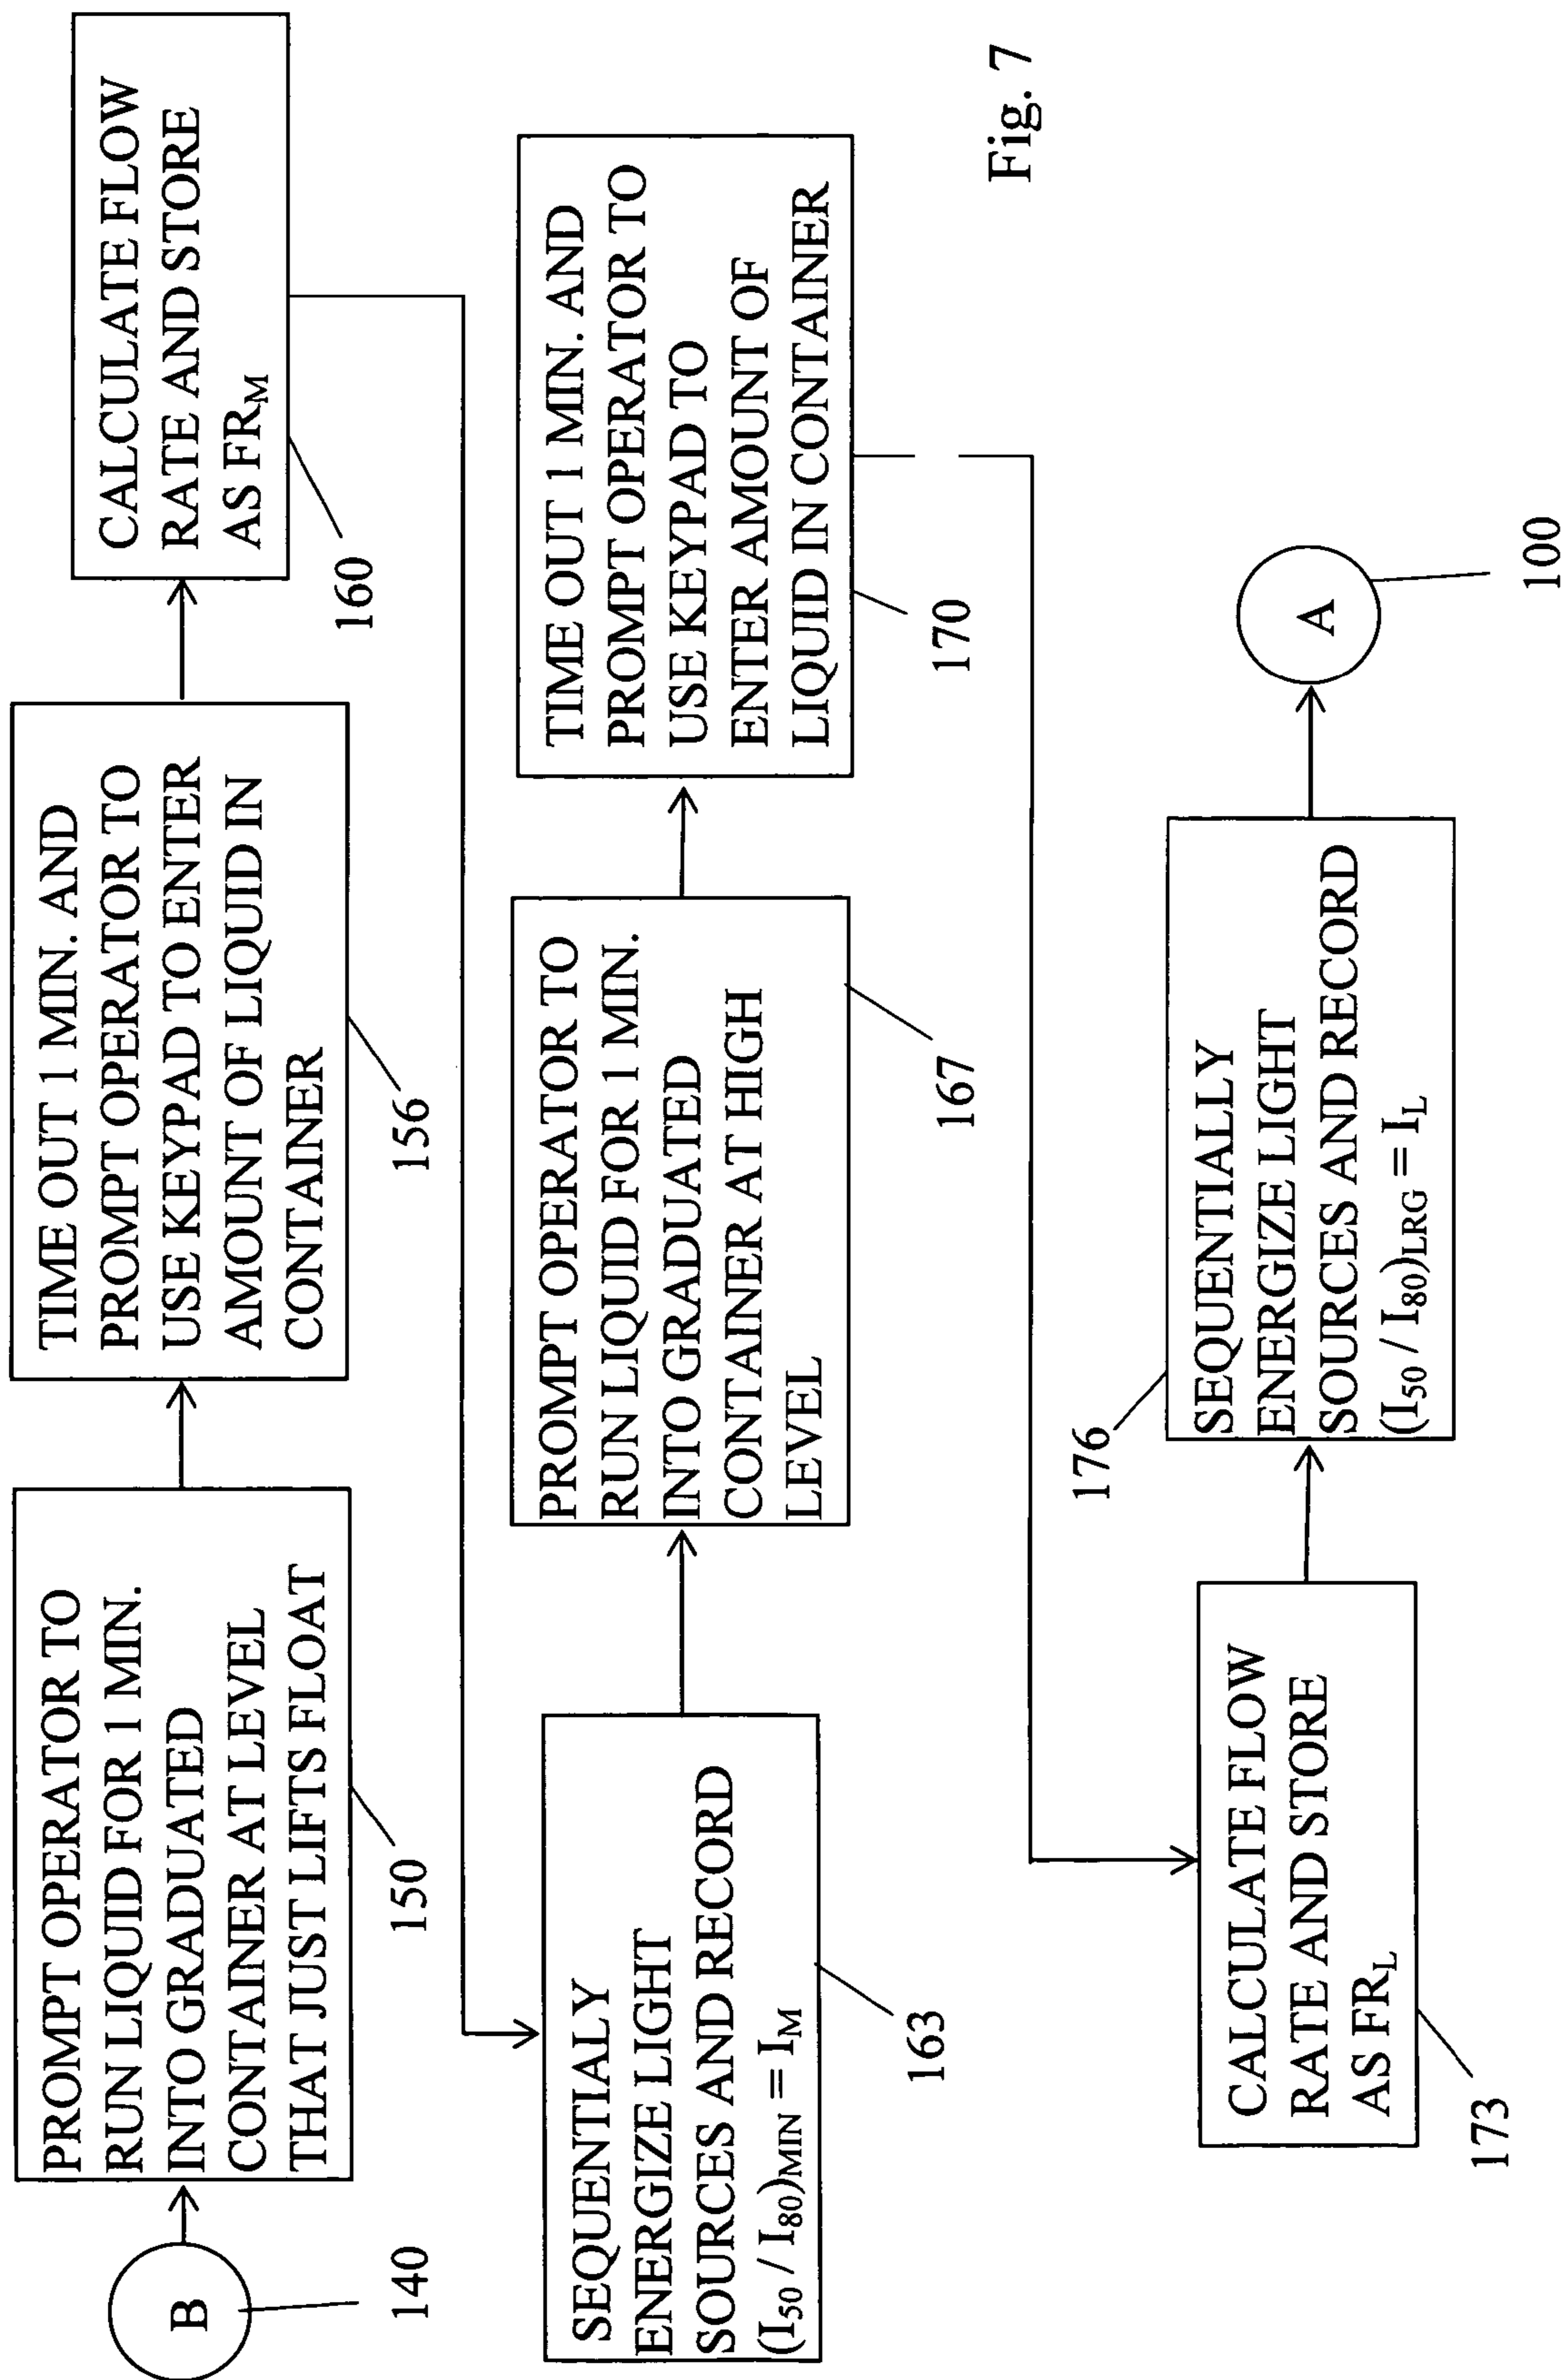 B
140
PROMPT OPERATOR TO
RUN LIQUID FOR 1 MIN.
INTO GRADUATED
CONTAINER AT LEVEL
THAT JUST LIFTS FLOAT
150
TIME OUT 1 MIN. AND
PROMPT OPERATOR TO
USE KEYPAD TO ENTER
AMOUNT OF LIQUID IN
CONTAINER
156
CALCULATE FLOW
RATE AND STORE
AS FR_M
160
SEQUENTIALY
ENERGIZE LIGHT
SOURCES AND RECORD
(I_50 / I_80)_MIN = I_M
163
PROMPT OPERATOR TO
RUN LIQUID FOR 1 MIN.
INTO GRADUATED
CONTAINER AT HIGH
LEVEL
167
TIME OUT 1 MIN. AND
PROMPT OPERATOR TO
USE KEYPAD TO
ENTER AMOUNT OF
LIQUID IN CONTAINER
170
CALCULATE FLOW
RATE AND STORE
AS FR_L
173
SEQUENTIALLY
ENERGIZE LIGHT
SOURCES AND RECORD
(I_50 / I_80)_LRG = I_L
176
A
100
Fig. 7